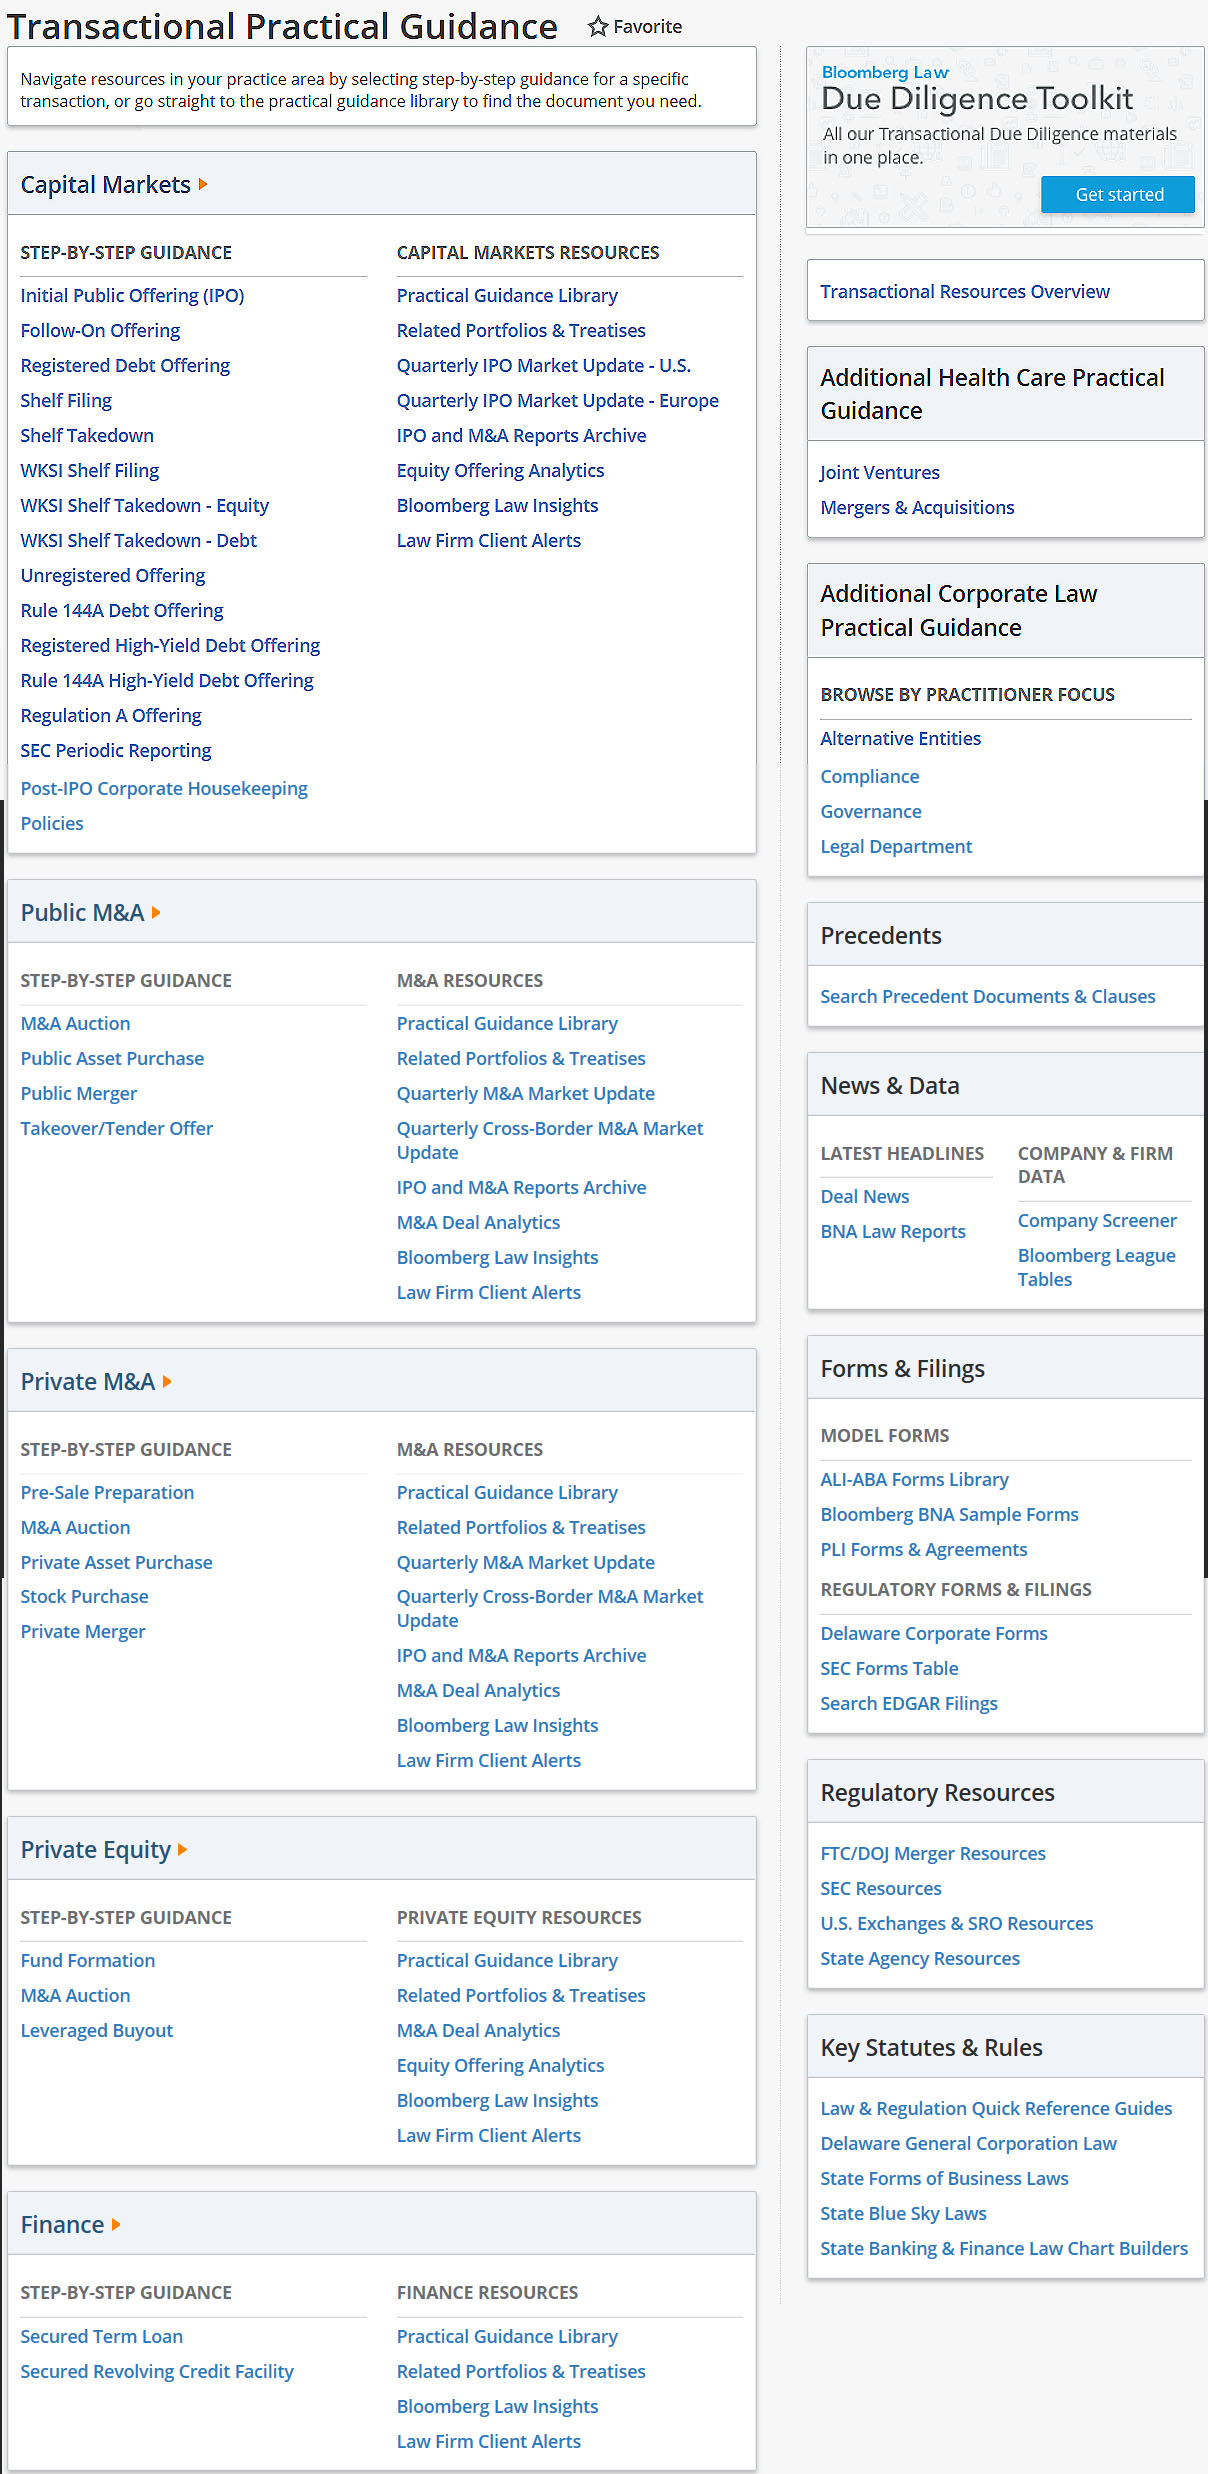 Transactional Practical Guidance
Favorite
Navigate resources in your practice area by selecting step-by-step guidance for a specific
transaction, or go straight to the practical guidance library to find the document you need.
Capital Markets
STEP-BY-STEP GUIDANCE
Initial Public Offering (IPO)
Follow-On Offering
Registered Debt Offering
Shelf Filing
Shelf Takedown
WKSI Shelf Filing
WKSI Shelf Takedown - Equity
WKSI Shelf Takedown - Debt
Unregistered Offering
Rule 144A Debt Offering
Registered High-Yield Debt Offering
Rule 144A High-Yield Debt Offering
Regulation A Offering
SEC Periodic Reporting
Post-IPO Corporate Housekeeping
Policies
CAPITAL MARKETS RESOURCES
Practical Guidance Library
Related Portfolios & Treatises
Quarterly IPO Market Update - U.S.
Quarterly IPO Market Update - Europe
IPO and M&A Reports Archive
Equity Offering Analytics
Bloomberg Law Insights
Law Firm Client Alerts
Public M&A
STEP-BY-STEP GUIDANCE
M&A Auction
Public Asset Purchase
Public Merger
Takeover/Tender Offer
M&A RESOURCES
Practical Guidance Library
Related Portfolios & Treatises
Quarterly M&A Market Update
Quarterly Cross-Border M&A Market
Update
IPO and M&A Reports Archive
M&A Deal Analytics
Bloomberg Law Insights
Law Firm Client Alerts
Private M&A
STEP-BY-STEP GUIDANCE
Pre-Sale Preparation
M&A Auction
Private Asset Purchase
Stock Purchase
Private Merger
M&A RESOURCES
Practical Guidance Library
Related Portfolios & Treatises
Quarterly M&A Market Update
Quarterly Cross-Border M&A Market
Update
IPO and M&A Reports Archive
M&A Deal Analytics
Bloomberg Law Insights
Law Firm Client Alerts
Private Equity
STEP-BY-STEP GUIDANCE
Fund Formation
M&A Auction
Leveraged Buyout
PRIVATE EQUITY RESOURCES
Practical Guidance Library
Related Portfolios & Treatises
M&A Deal Analytics
Equity Offering Analytics
Bloomberg Law Insights
Law Firm Client Alerts
Finance
STEP-BY-STEP GUIDANCE
Secured Term Loan
Secured Revolving Credit Facility
FINANCE RESOURCES
Practical Guidance Library
Related Portfolios & Treatises
Bloomberg Law Insights
Law Firm Client Alerts
Bloomberg Law
Due Diligence Toolkit
All our Transactional Due Diligence materials
in one place.
Get started
Transactional Resources Overview
Additional Health Care Practical
Guidance
Joint Ventures
Mergers & Acquisitions
Additional Corporate Law
Practical Guidance
BROWSE BY PRACTITIONER FOCUS
Alternative Entities
Compliance
Governance
Legal Department
Precedents
Search Precedent Documents & Clauses
News & Data
LATEST HEADLINES
Deal News
BNA Law Reports
COMPANY & FIRM
DATA
Company Screener
Bloomberg League
Tables
Forms & Filings
MODEL FORMS
ALI-ABA Forms Library
Bloomberg BNA Sample Forms
PLI Forms & Agreements
REGULATORY FORMS & FILINGS
Delaware Corporate Forms
SEC Forms Table
Search EDGAR Filings
Regulatory Resources
FTC/DOJ Merger Resources
SEC Resources
U.S. Exchanges & SRO Resources
State Agency Resources
Key Statutes & Rules
Law & Regulation Quick Reference Guides
Delaware General Corporation Law
State Forms of Business Laws
State Blue Sky Laws
State Banking & Finance Law Chart Builders